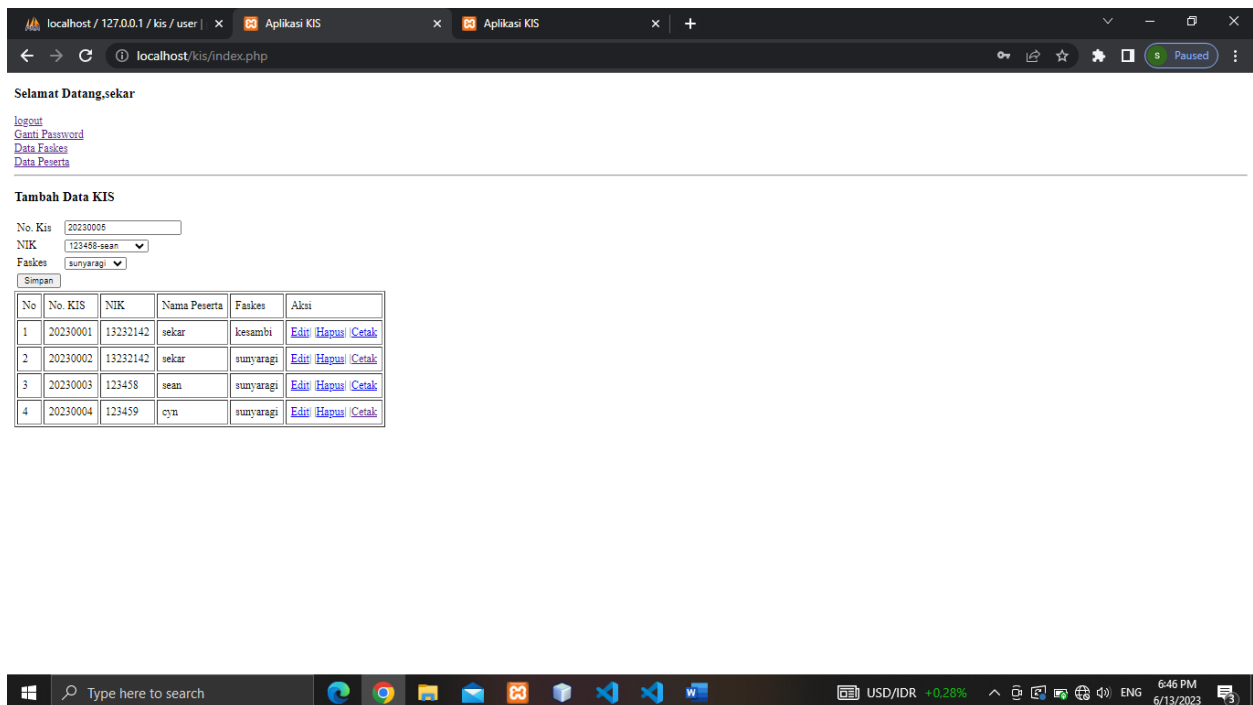 localhost / 127.0.0.1 / kis / user |
Aplikasi KIS
Aplikasi KIS
localhost/kis/index.php
s Paused
Selamat Datang,sekar
logout
Ganti Password
Data Faskes
Data Peserta
Tambah Data KIS
No. Kis 20230005
NIK 123458-sean
Faskes sunyaragi
Simpan
No No. KIS NIK Nama Peserta Faskes Aksi
1 20230001 13232142 sekar kesambi Edit| |Hapus| |Cetak
2 20230002 13232142 sekar sunyaragi Edit| |Hapus| |Cetak
3 20230003 123458 sean sunyaragi Edit| |Hapus| |Cetak
4 20230004 123459 cyn sunyaragi Edit| |Hapus| |Cetak
Type here to search
USD/IDR +0,28%
ENG
6:46 PM
6/13/2023
3